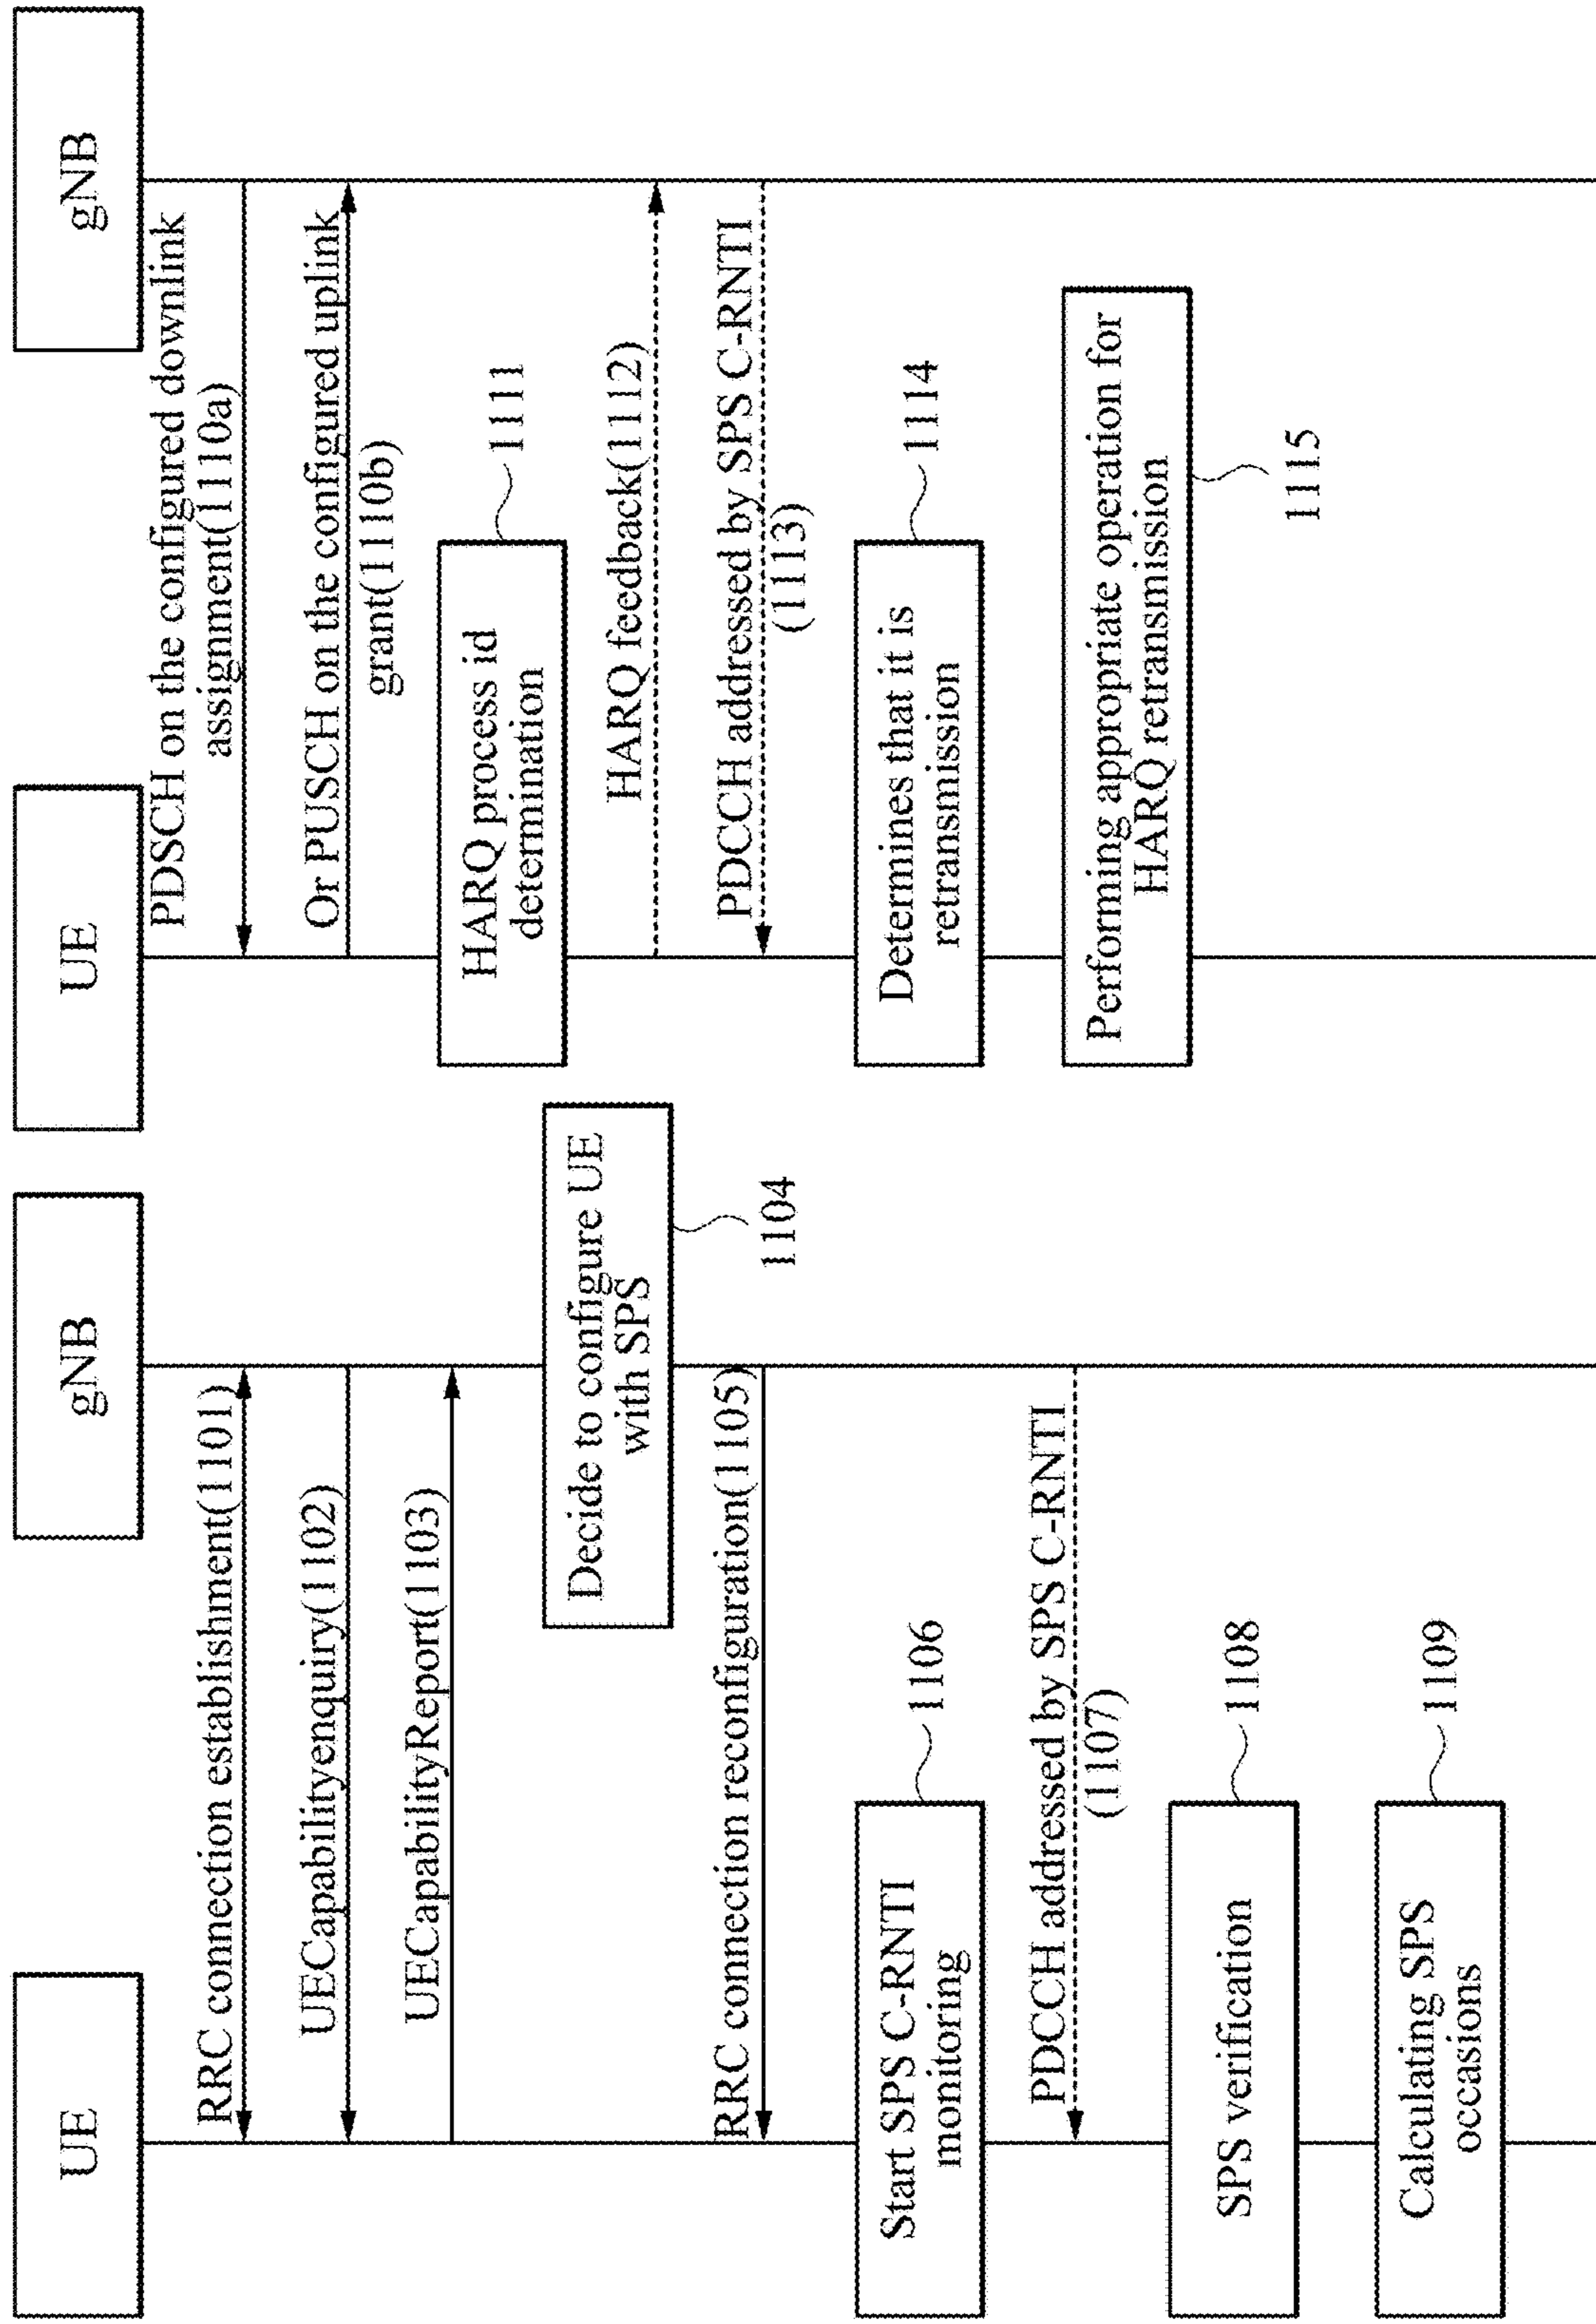 UE
gNB
RRC connection establishment(1101)
UECapabilityenquiry(1102)
UECapabilityReport(1103)
Decide to configure UE
with SPS
1104
RRC connection reconfiguration(1105)
Start SPS C-RNTI
monitoring
1106
PDCCH addressed by SPS C-RNTI
(1107)
SPS verification
1108
Calculating SPS
occasions
1109
UE
gNB
PDSCH on the configured downlink
assignment(1110a)
Or PUSCH on the configured uplink
grant(1110b)
HARQ process id
determination
1111
HARQ feedback(1112)
PDCCH addressed by SPS C-RNTI
(1113)
Determines that it is
retransmission
1114
Performing appropriate operation for
HARQ retransmission
1115